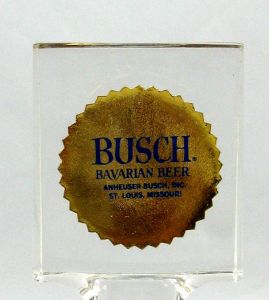 BUSCH.
BAVARIAN BEER
ANHEUSER-BUSCH, INC.
ST. LOUIS, MISSOURI